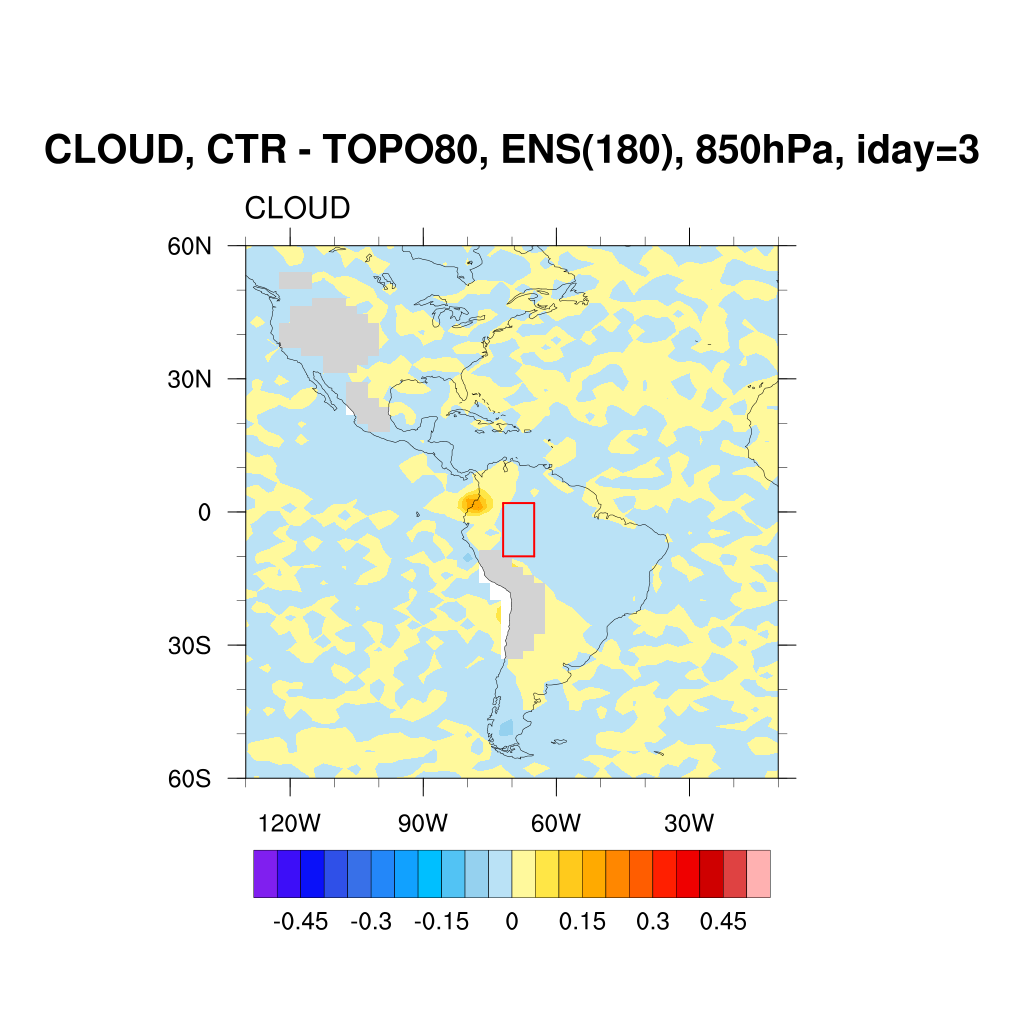 CLOUD, CTR - TOPO80, ENS(180), 850hPa, iday=3
CLOUD
60N
30N
0
30S
60S
120W 90W 60W 30W
-0.45 -0.3 -0.15 0 0.15 0.3 0.45